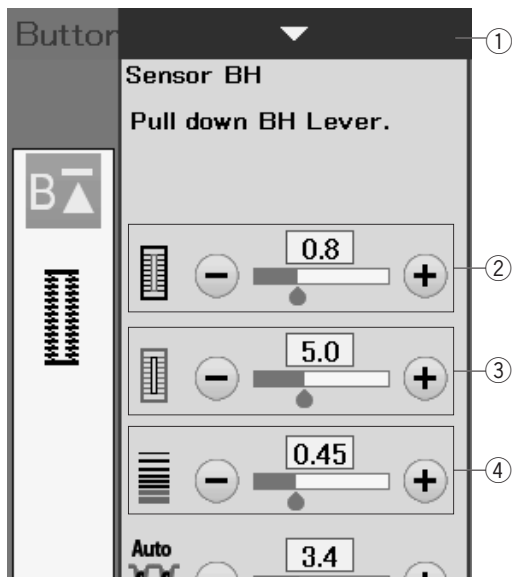 Button
①
Sensor BH
Pull down BH Lever.
B
0.8
②
5.0
③
0.45
④
Auto
3.4